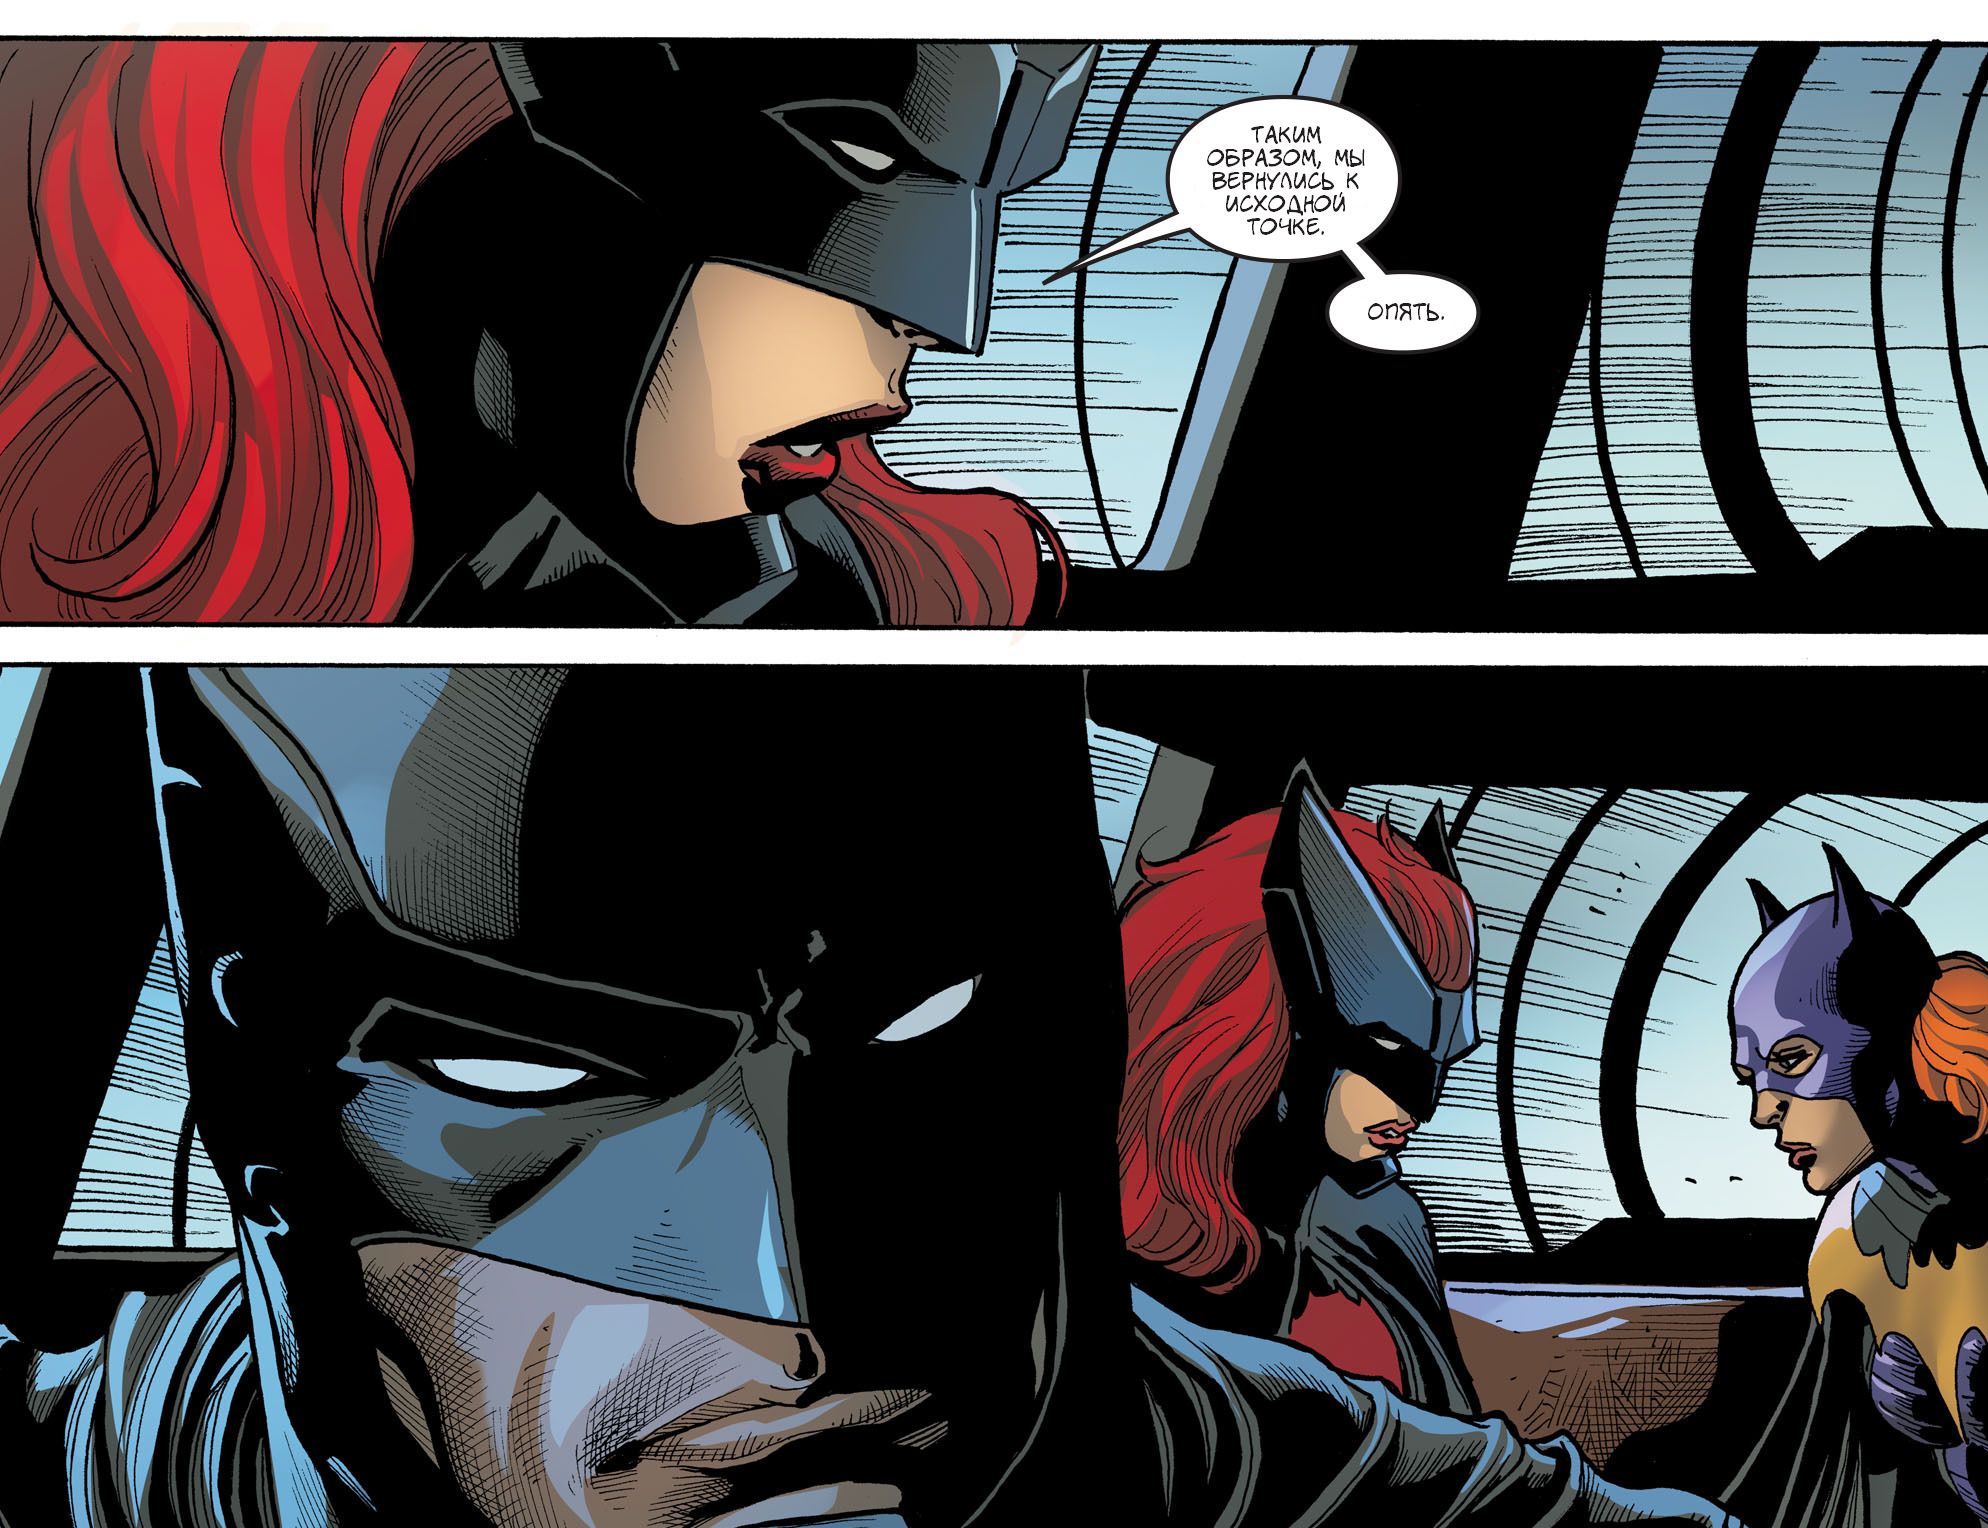 ТАКИМ
ОБРАЗОМ, МЫ
ВЕРНУЛИСЬ К
ИСХОДНОЙ
ТОЧКЕ.
ОПЯТЬ.